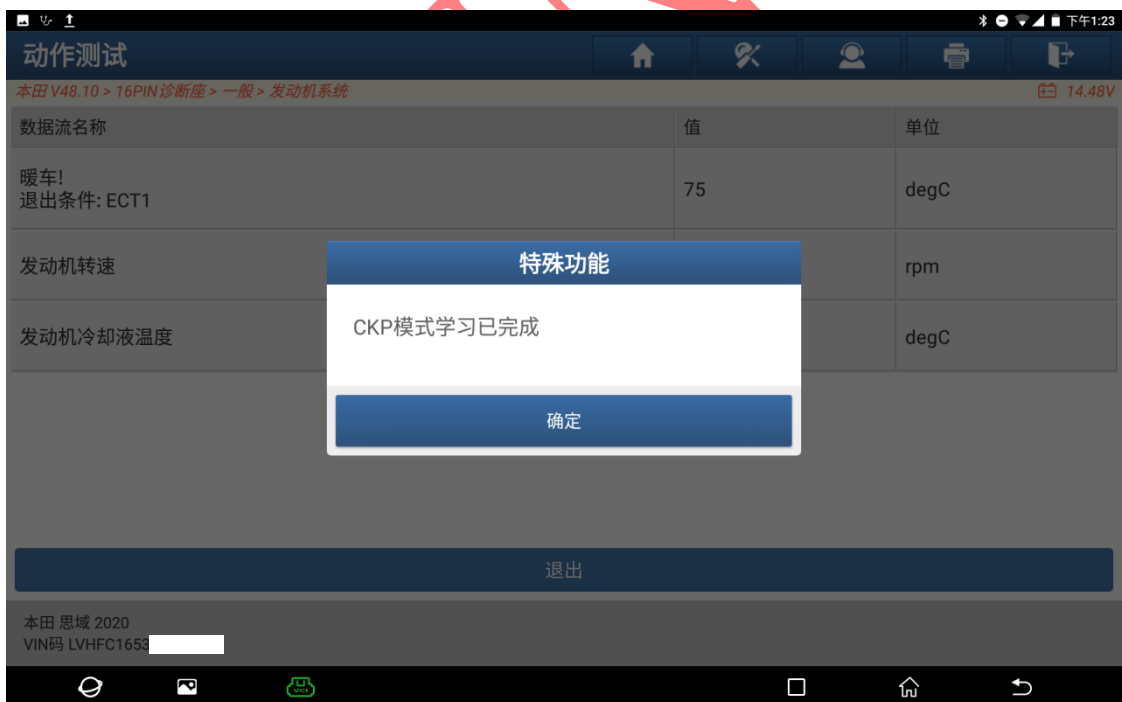 下午1:23
动作测试
本田 V48.10 > 16PIN诊断座 > 一般 > 发动机系统
14.48V
数据流名称 值 单位
暖车!
退出条件: ECT1
75 degC
发动机转速
rpm
特殊功能
CKP模式学习已完成
发动机冷却液温度
degC
确定
退出
本田 思域 2020
VIN码 LVHFC1653
VCI